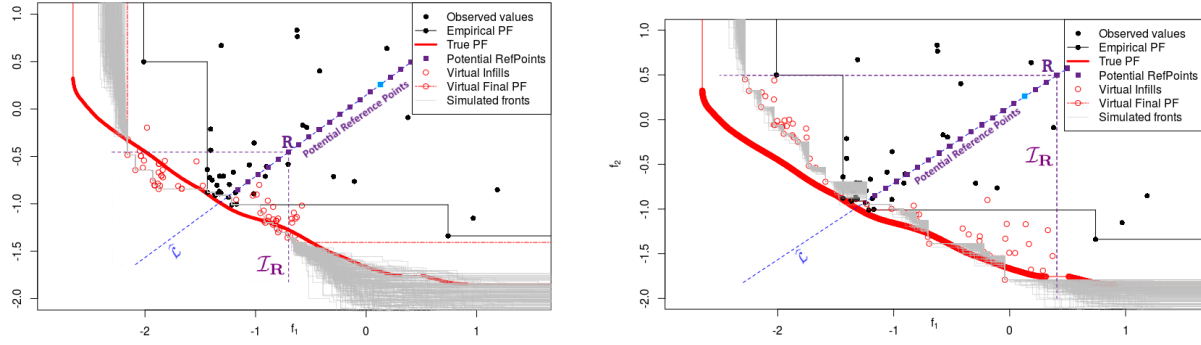 1.0
0.5
0.0
-0.5
-1.0
-1.5
-2.0
-2
-1
0
1
f1
Observed values
Empirical PF
True PF
Potential RefPoints
Virtual Infills
Virtual Final PF
Simulated fronts
R
Potential Reference Points
I_R
L̂
1.0
0.5
0.0
-0.5
-1.0
-1.5
-2.0
f2
-2
-1
0
1
f1
Observed values
Empirical PF
True PF
Potential RefPoints
Virtual Infills
Virtual Final PF
Simulated fronts
R
Potential Reference Points
I_R
L̂